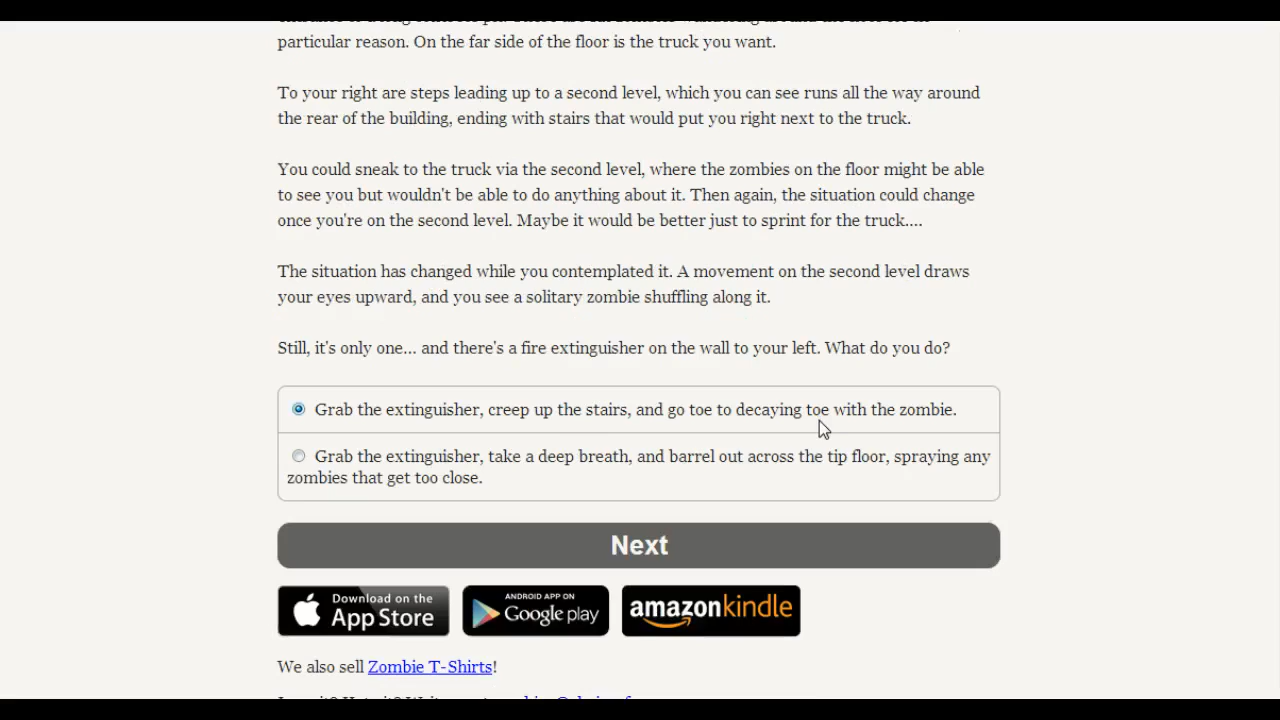 particular reason. On the far side of the floor is the truck you want.
To your right are steps leading up to a second level, which you can see runs all the way around
the rear of the building, ending with stairs that would put you right next to the truck.
You could sneak to the truck via the second level, where the zombies on the floor might be able
to see you but wouldn't be able to do anything about it. Then again, the situation could change
once you're on the second level. Maybe it would be better just to sprint for the truck....
The situation has changed while you contemplated it. A movement on the second level draws
your eyes upward, and you see a solitary zombie shuffling along it.
Still, it's only one... and there's a fire extinguisher on the wall to your left. What do you do?
Grab the extinguisher, creep up the stairs, and go toe to decaying toe with the zombie.
Grab the extinguisher, take a deep breath, and barrel out across the tip floor, spraying any
zombies that get too close.
Next
Download on the
App Store
ANDROID APP ON
Google play
amazonkindle
We also sell Zombie T-Shirts!